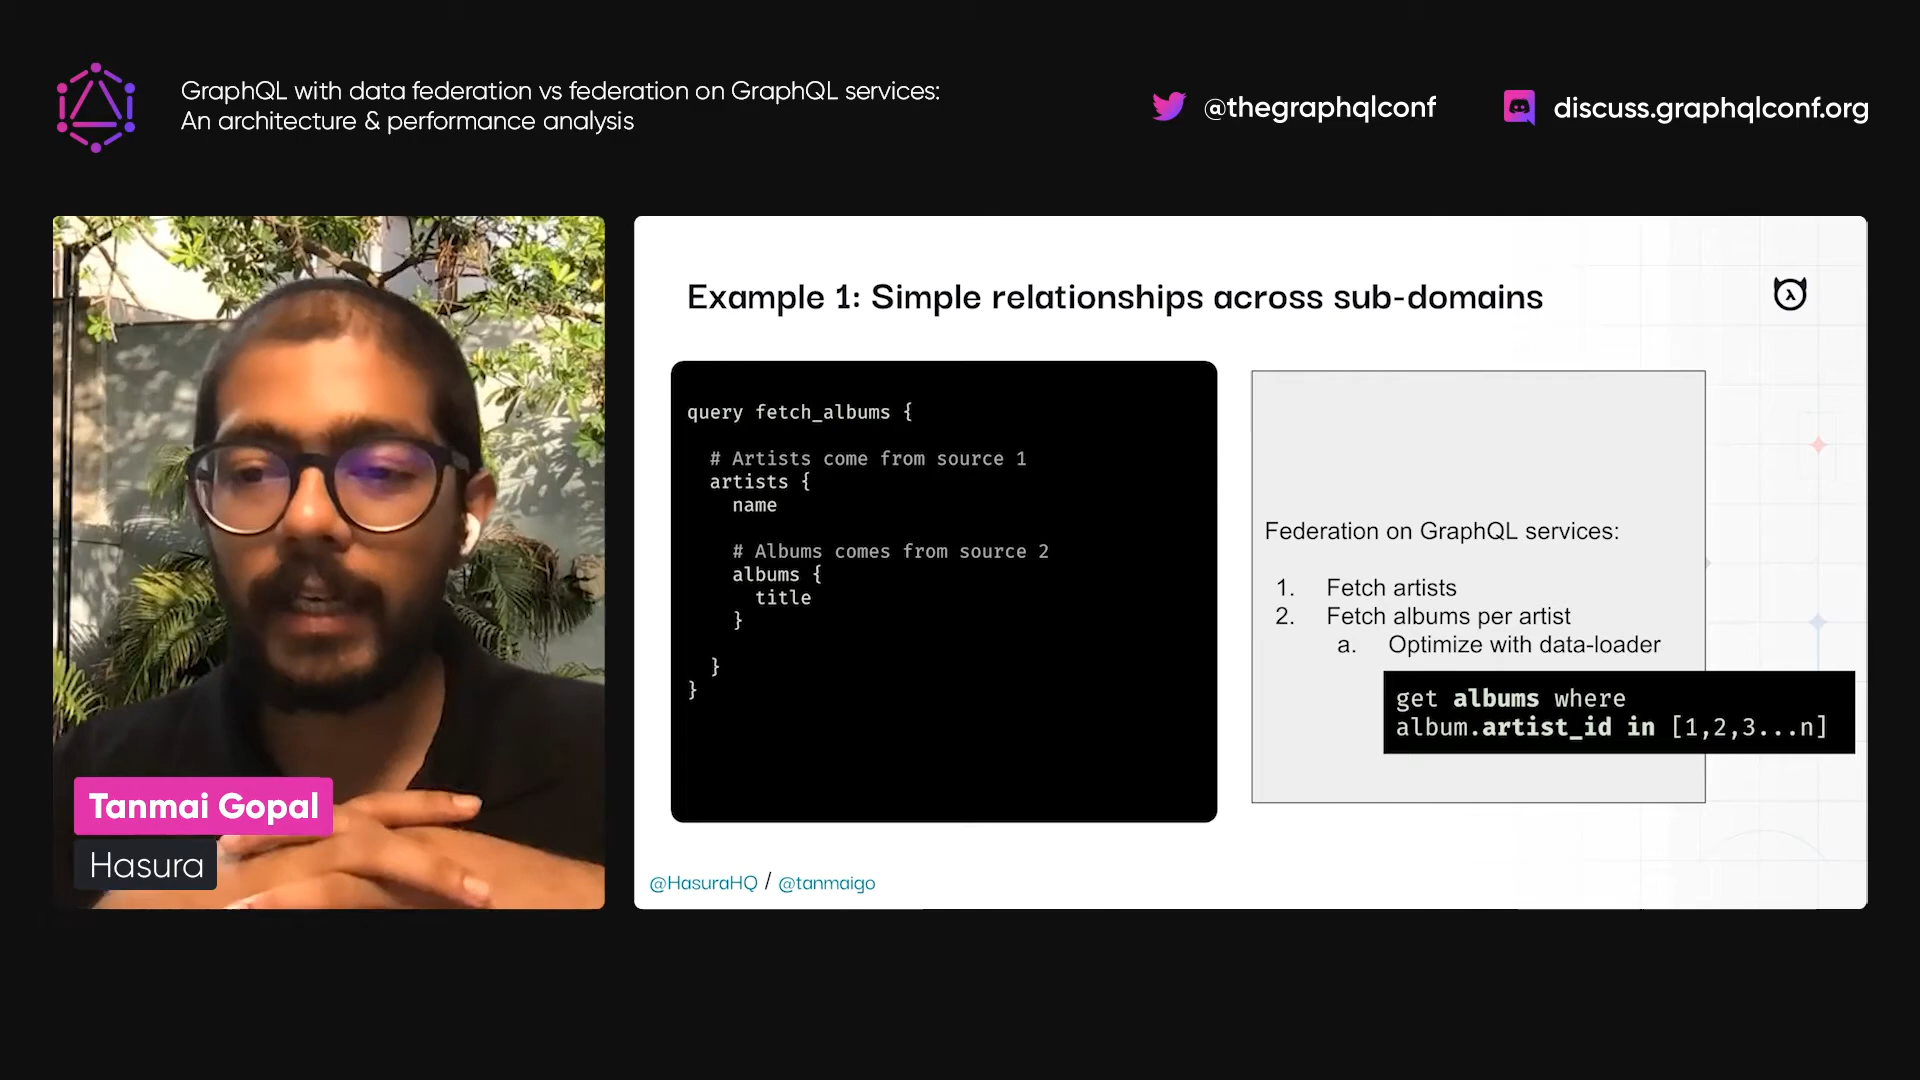 GraphQL with data federation vs federation on GraphQL services:
An architecture & performance analysis
@thegraphqlconf
discuss.graphqlconf.org
Tanmai Gopal
Hasura
Example 1: Simple relationships across sub-domains
query fetch_albums {
# Artists come from source 1
artists {
name
# Albums comes from source 2
albums {
title
}
}
}
Federation on GraphQL services:
1. Fetch artists
2. Fetch albums per artist
a. Optimize with data-loader
get albums where
album.artist_id in [1,2,3...n]
@HasuraHQ / @tanmaigo